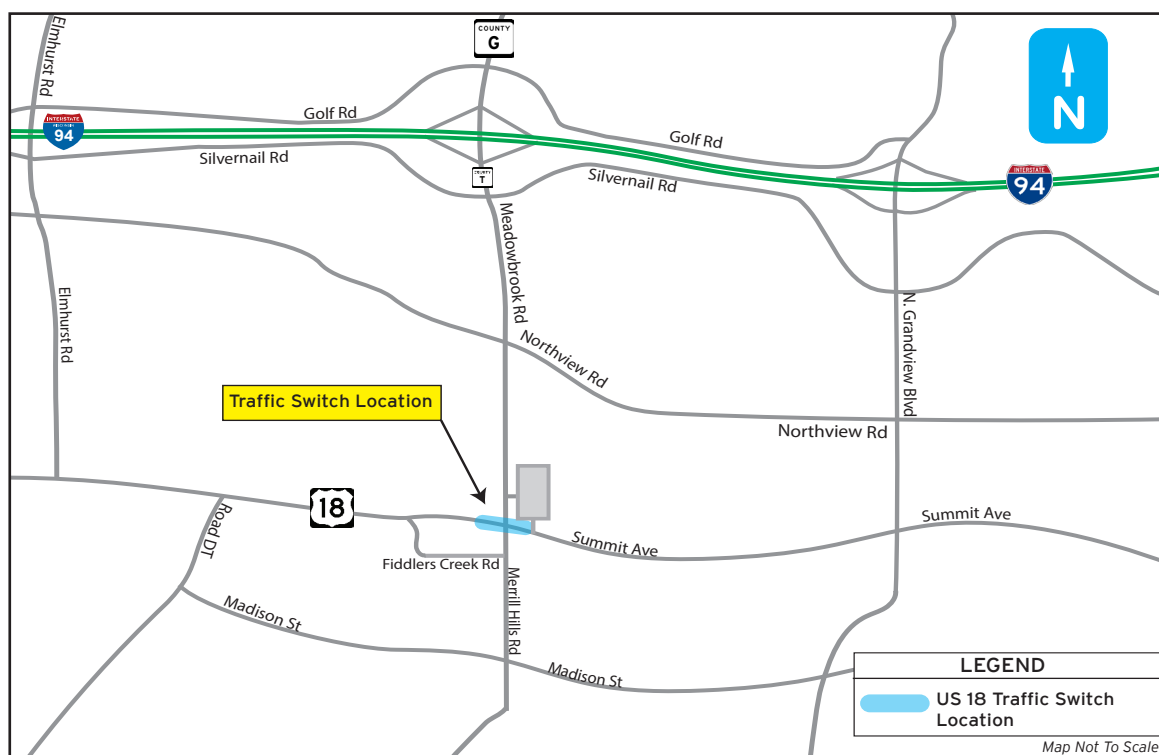 Elmhurst Rd
COUNTY
G
N
INTERSTATE
WISCONSIN
94
Golf Rd
Golf Rd
Silvernail Rd
COUNTY
T
Silvernail Rd
INTERSTATE
94
Meadowbrook Rd
Elmhurst Rd
N. Grandview Blvd
Northview Rd
Traffic Switch Location
Northview Rd
18
Road DT
Summit Ave
Summit Ave
Fiddlers Creek Rd
Merrill Hills Rd
Madison St
Madison St
LEGEND
US 18 Traffic Switch
Location
Map Not To Scale